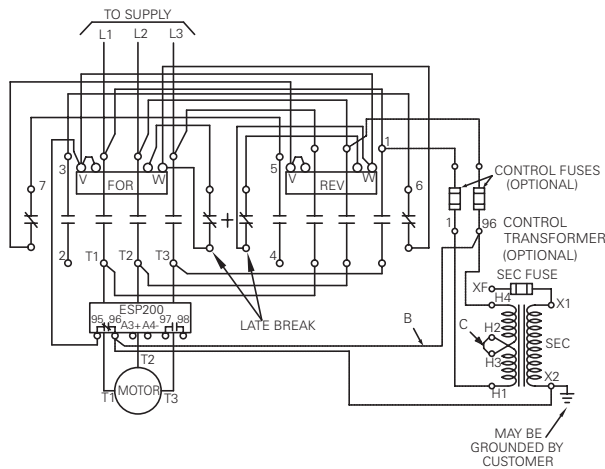 TO SUPPLY
L1 L2 L3
1
7 3 V FOR W 5 V REV W 6
CONTROL FUSES
(OPTIONAL)
1 96
CONTROL
TRANSFORMER
(OPTIONAL)
2 T1 T2 T3 4
SEC FUSE
XF
H4 X1
ESP200
95 96 A3+ A4- 97 98
LATE BREAK
B C
H2
H3
SEC
T2
H1 X2
MOTOR
T1 T3
MAY BE
GROUNDED BY
CUSTOMER